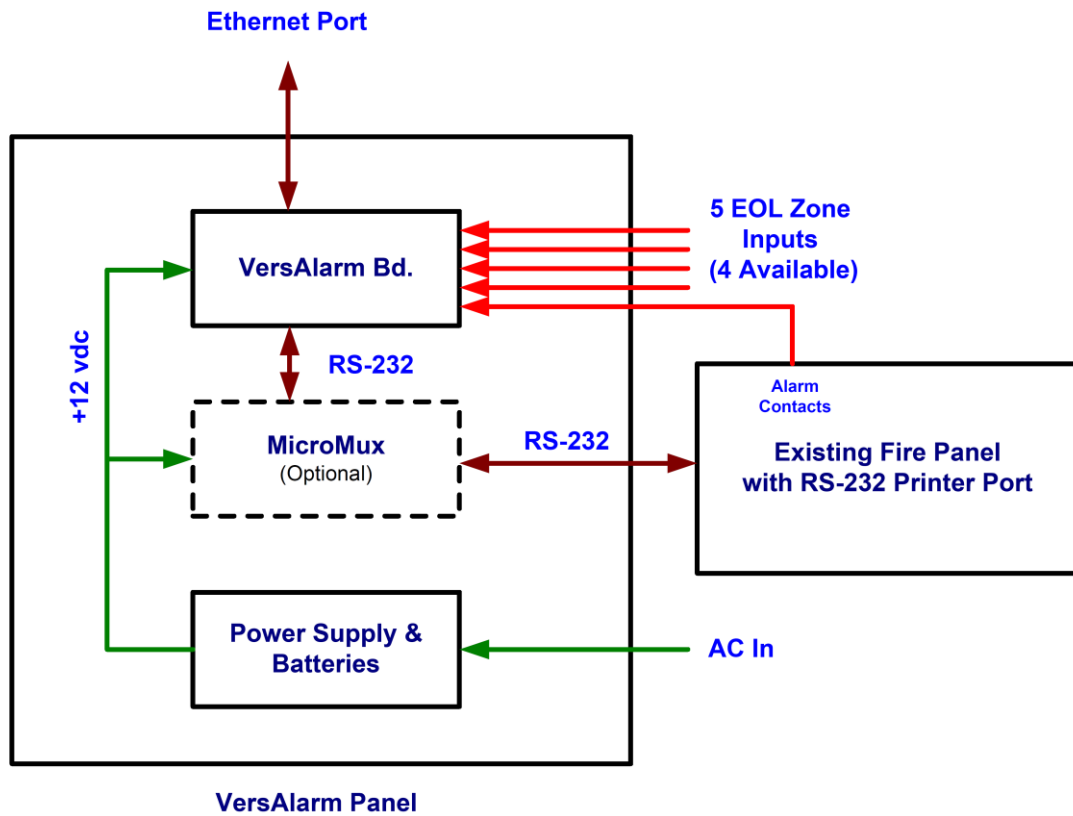 Ethernet Port
5 EOL Zone
Inputs
(4 Available)
VersAlarm Bd.
+12 vdc
RS-232
Alarm
Contacts
MicroMux
(Optional)
RS-232
Existing Fire Panel
with RS-232 Printer Port
Power Supply &
Batteries
AC In
VersAlarm Panel